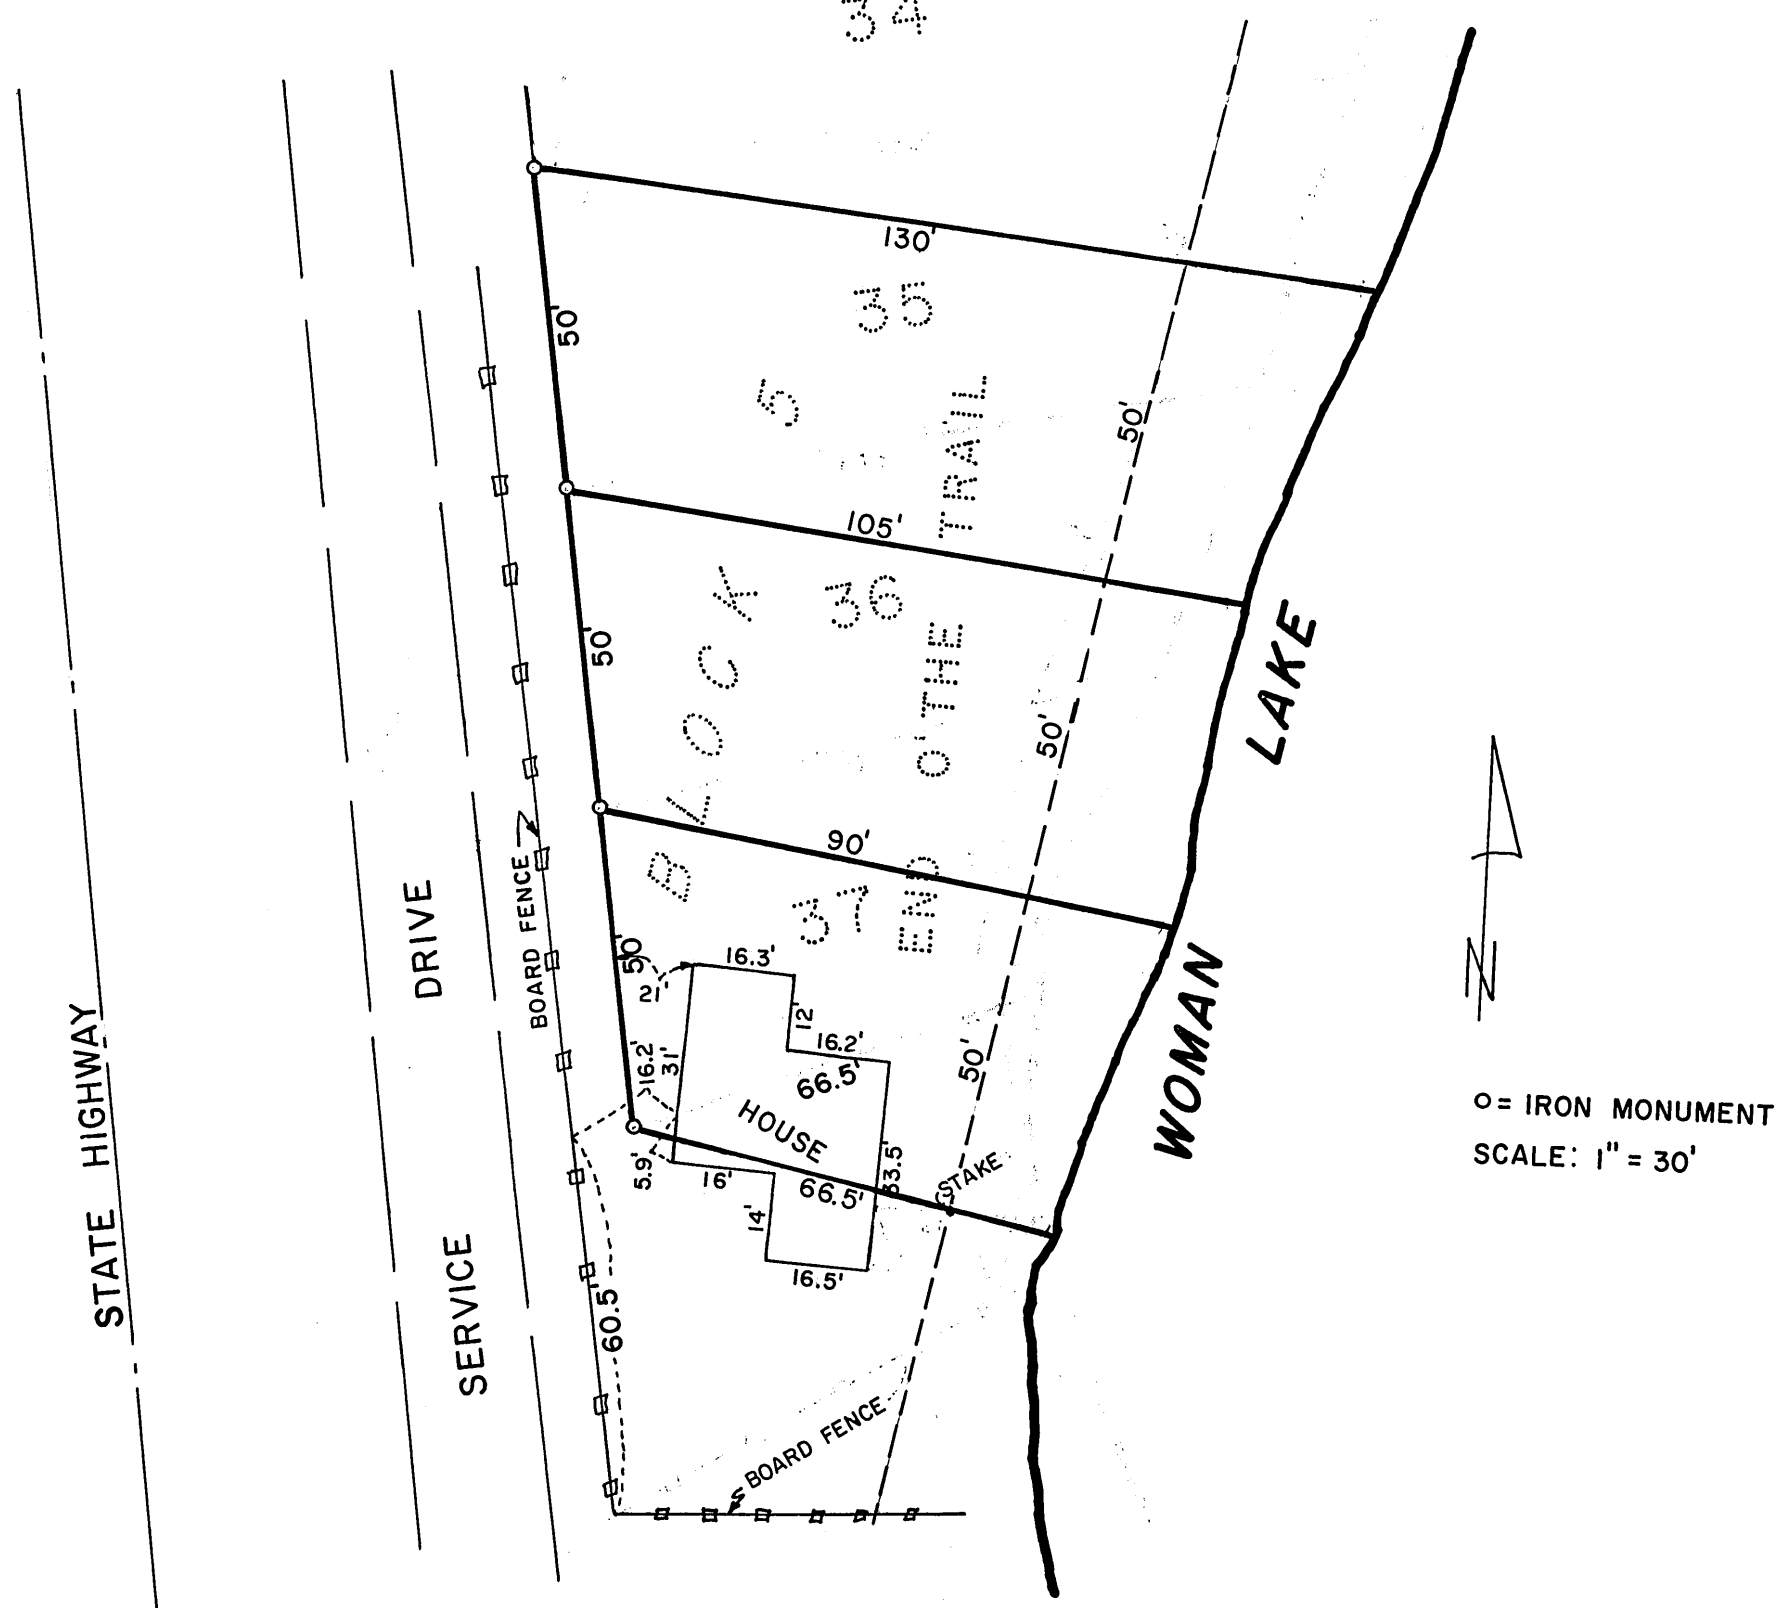 34
130'
35
50'
5
50'
TRAIL
105'
36
BLOCK
50'
O'THE
50'
LAKE
90'
37
END
BOARD FENCE
DRIVE
50'
16.3'
21'
12'
16.2'
16.2'
31'
66.5'
50'
WOMAN
HOUSE
STATE HIGHWAY
N
O = IRON MONUMENT
SCALE: 1" = 30'
5.9'
16'
66.5'
33.5'
STAKE
14'
16.5'
SERVICE
60.5'
BOARD FENCE